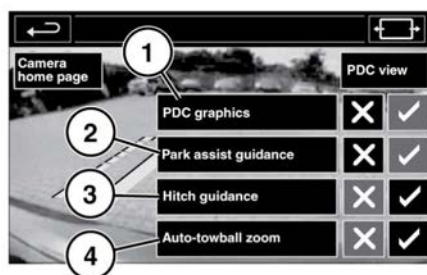 Camera
home page
PDC view
1
PDC graphics
2
Park assist guidance
3
Hitch guidance
4
Auto-towball zoom